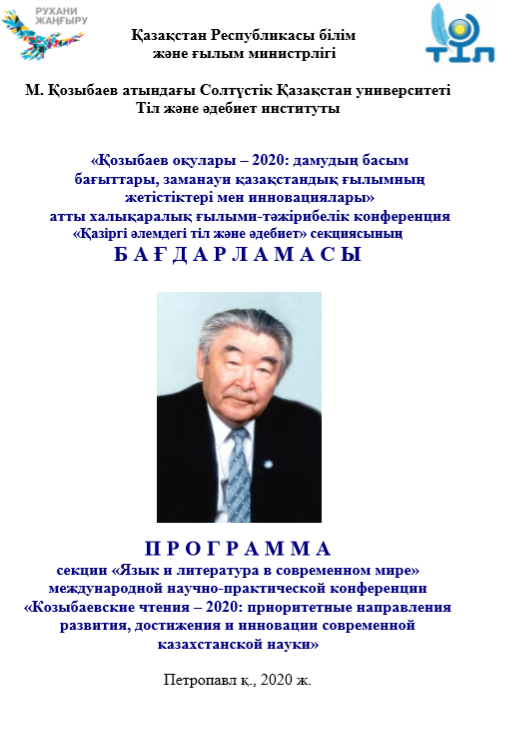 РУХАНИ
ЖАҢҒЫРУ
ТІЛ
Қазақстан Республикасы білім
және ғылым министрлігі
М. Қозыбаев атындағы Солтүстік Қазақстан университеті
Тіл және әдебиет институты
«Қозыбаев оқулары – 2020: дамудың басым
бағыттары, заманауи қазақстандық ғылымның
жетістіктері мен инновациялары»
атты халықаралық ғылыми-тәжірибелік конференция
«Қазіргі әлемдегі тіл және әдебиет» секциясының
Б А Ғ Д А Р Л А М А С Ы
П Р О Г Р А М М А
секции «Язык и литература в современном мире»
международной научно-практической конференции
«Козыбаевские чтения – 2020: приоритетные направления
развития, достижения и инновации современной
казахстанской науки»
Петропавл қ., 2020 ж.